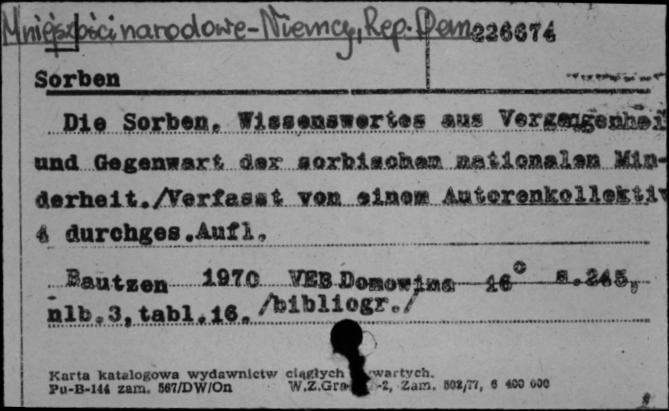 Mniejszości narodowe - Niemcy, Rep. Dem. 226674
Sorben
Die Sorben. Wissenswertes aus Vergangenhei
und Gegenwart der sorbischen nationalen Min-
derheit./Verfasst von einem Autorenkollektiv
4 durchges.Aufl.
Bautzen 1970 VEB Domowina 16° s.245,
nlb.3,tabl.16. /bibliogr./
Karta katalogowa wydawnictw ciągłych wartych.
Pu-B-144 zam. 567/DW/On W.Z.Gra -2, Zam. 502/77, 6 400 000